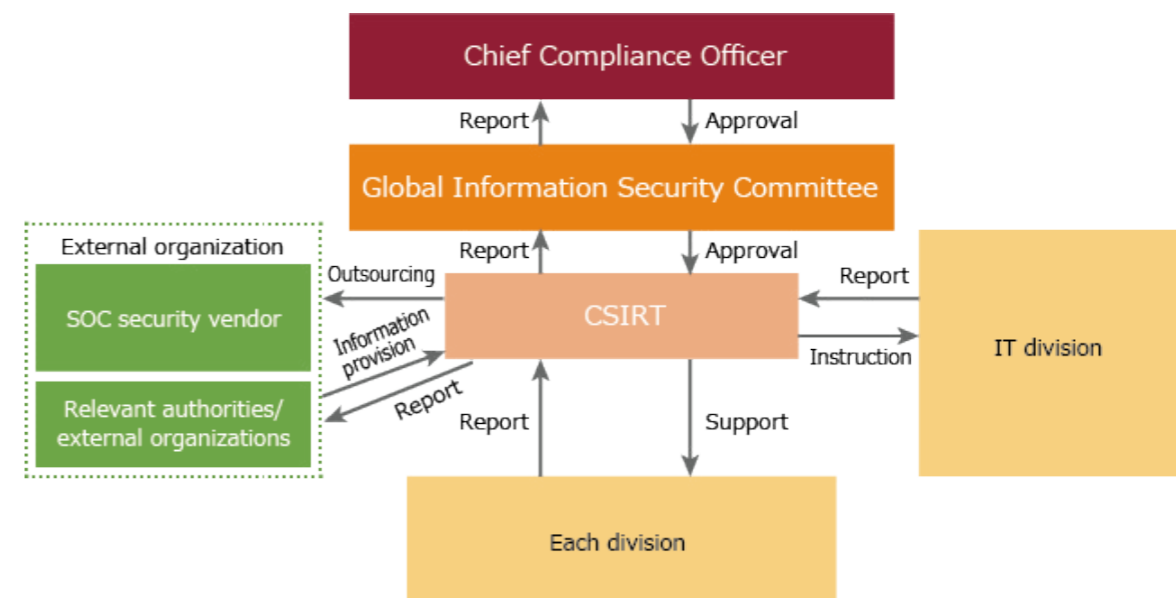 Chief Compliance Officer
Report
Approval
Global Information Security Committee
Report
Approval
External organization
SOC security vendor
Relevant authorities/
external organizations
Outsourcing
Information
provision
Report
CSIRT
Report
Instruction
IT division
Report
Support
Each division